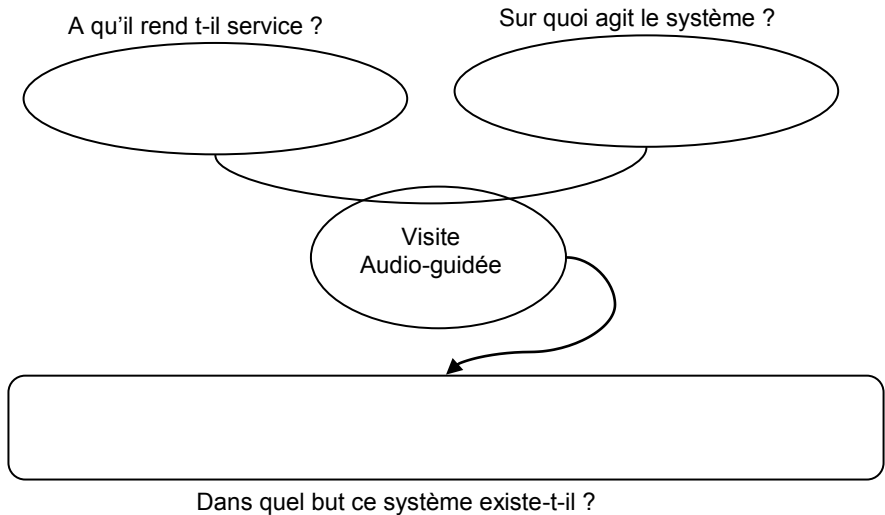 A qu'il rend t-il service ?
Sur quoi agit le système ?
Visite
Audio-guidée
Dans quel but ce système existe-t-il ?